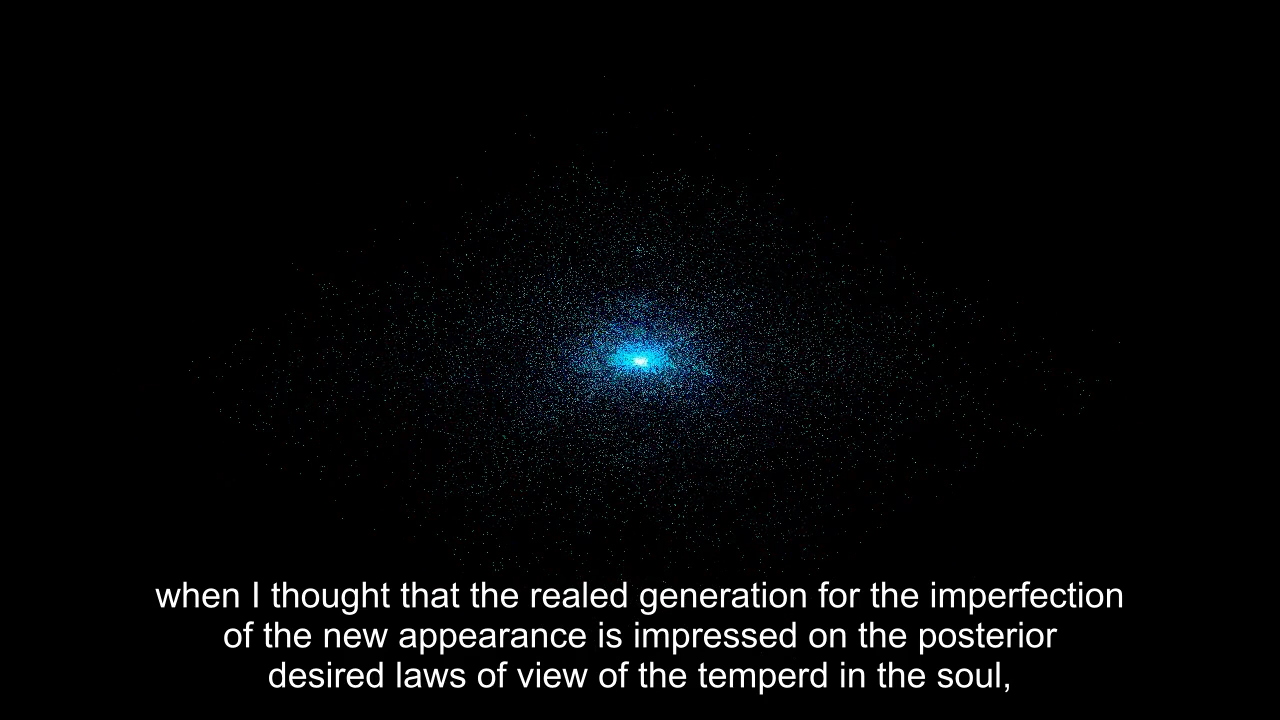 when I thought that the realed generation for the imperfection
of the new appearance is impressed on the posterior
desired laws of view of the temperd in the soul,